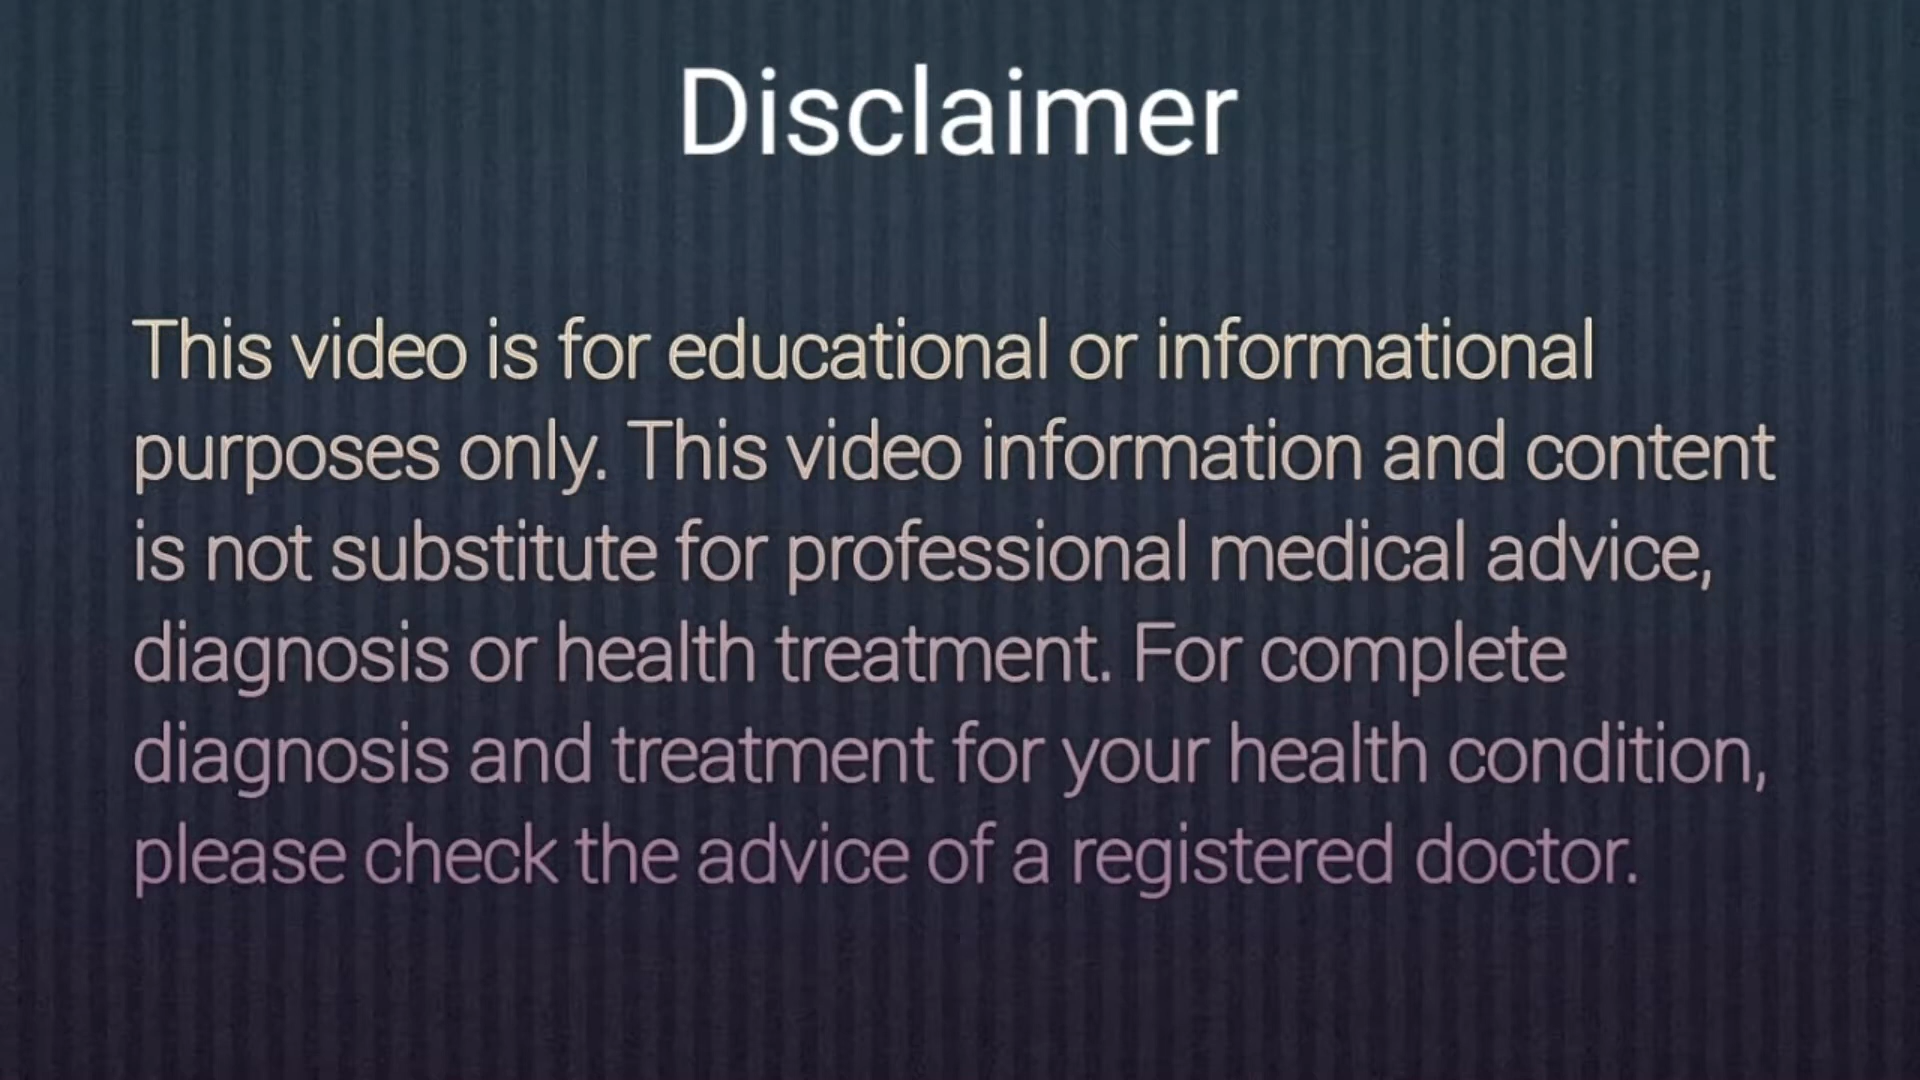 Disclaimer
This video is for educational or informational
purposes only. This video information and content
is not substitute for professional medical advice,
diagnosis or health treatment. For complete
diagnosis and treatment for your health condition,
please check the advice of a registered doctor.